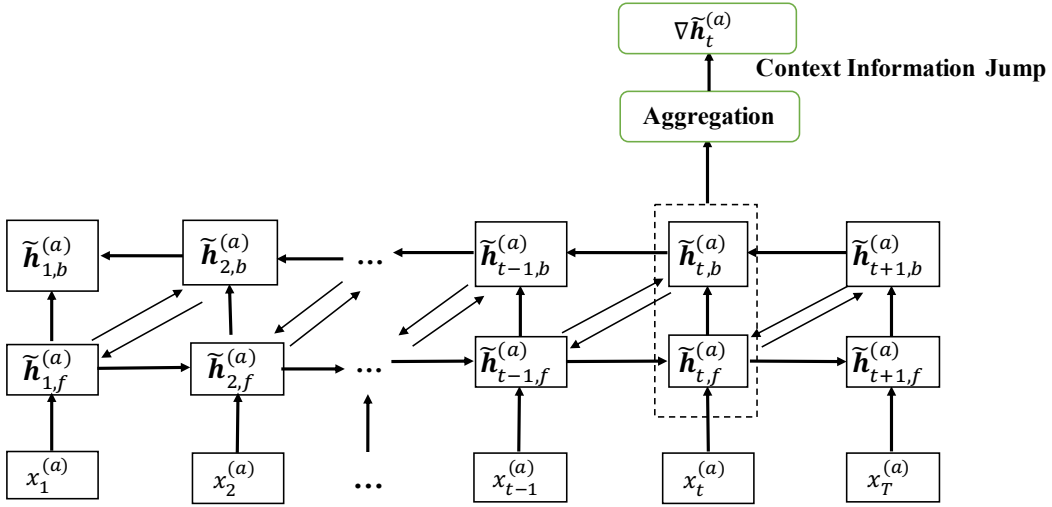 ∇h̃_t^{(a)}
Context Information Jump
Aggregation
h̃_{1,b}^{(a)} h̃_{2,b}^{(a)} ... h̃_{t−1,b}^{(a)} h̃_{t,b}^{(a)} h̃_{t+1,b}^{(a)}
h̃_{1,f}^{(a)} h̃_{2,f}^{(a)} ... h̃_{t−1,f}^{(a)} h̃_{t,f}^{(a)} h̃_{t+1,f}^{(a)}
x_1^{(a)} x_2^{(a)} ... x_{t−1}^{(a)} x_t^{(a)} x_T^{(a)}